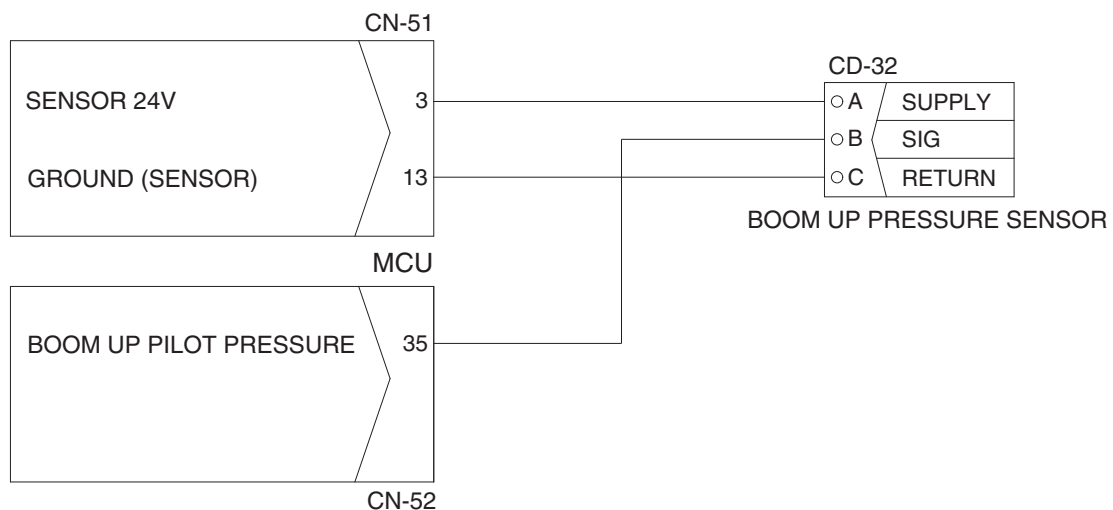 CN-51
SENSOR 24V
3
GROUND (SENSOR)
13
CD-32
A SUPPLY
B SIG
C RETURN
BOOM UP PRESSURE SENSOR
MCU
BOOM UP PILOT PRESSURE
35
CN-52